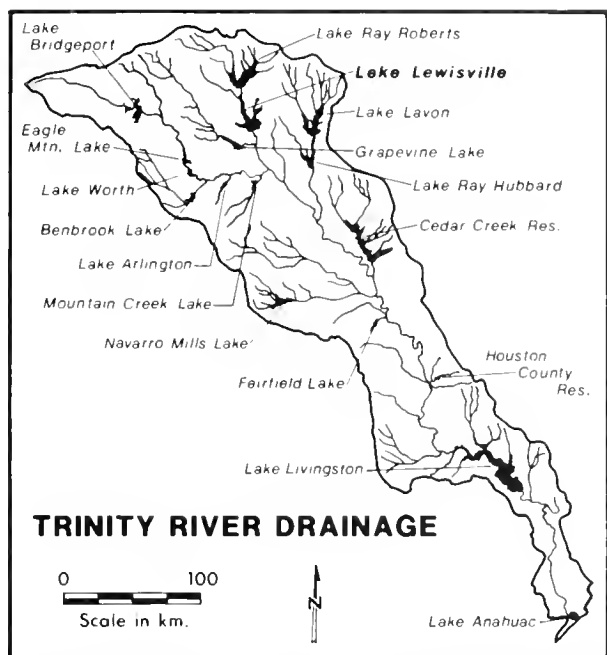 Lake
Bridgeport
Lake Ray Roberts
Lake Lewisville
Lake Lavon
Eagle
Mtn. Lake
Grapevine Lake
Lake Worth
Lake Ray Hubbard
Benbrook Lake
Cedar Creek Res.
Lake Arlington
Mountain Creek Lake
Navarro Mills Lake
Houston
County
Res.
Fairfield Lake
Lake Livingston
TRINITY RIVER DRAINAGE
0 100
Scale in km.
N
Lake Anahuac